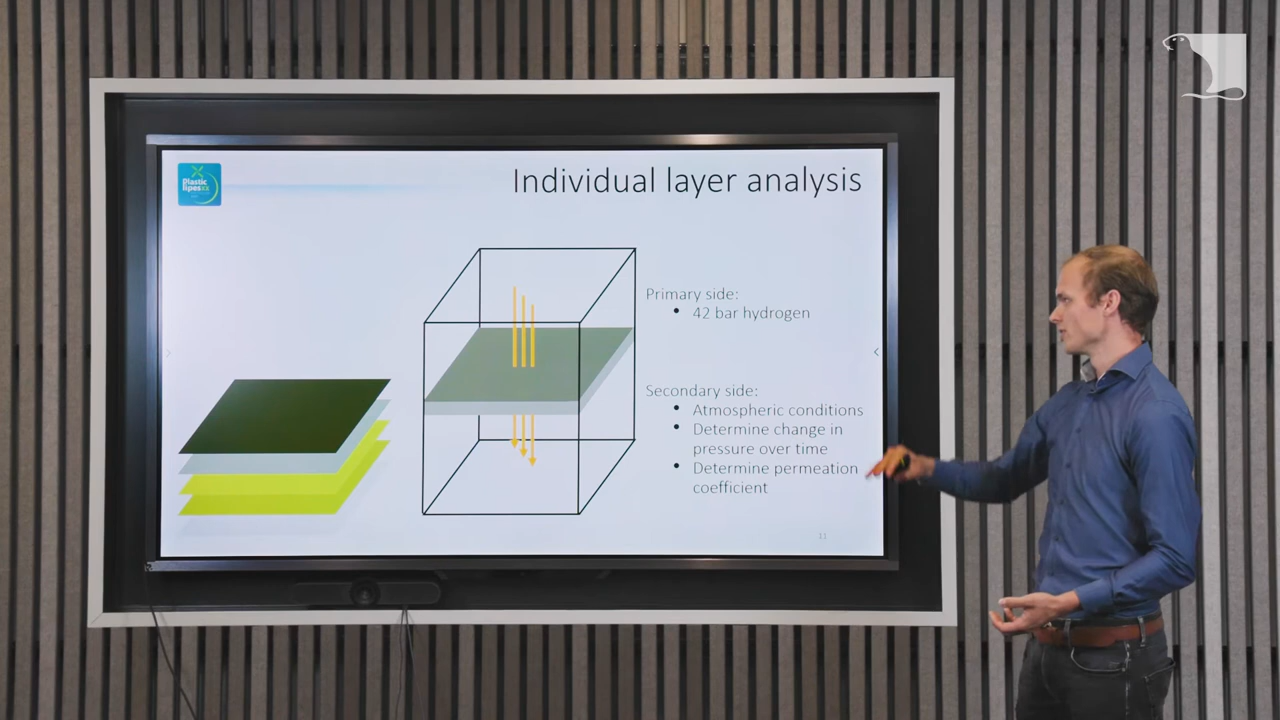 Individual layer analysis
Plastic
Pipes XX
Primary side:
• 42 bar hydrogen
Secondary side:
• Atmospheric conditions
• Determine change in
pressure over time
• Determine permeation
coefficient
11